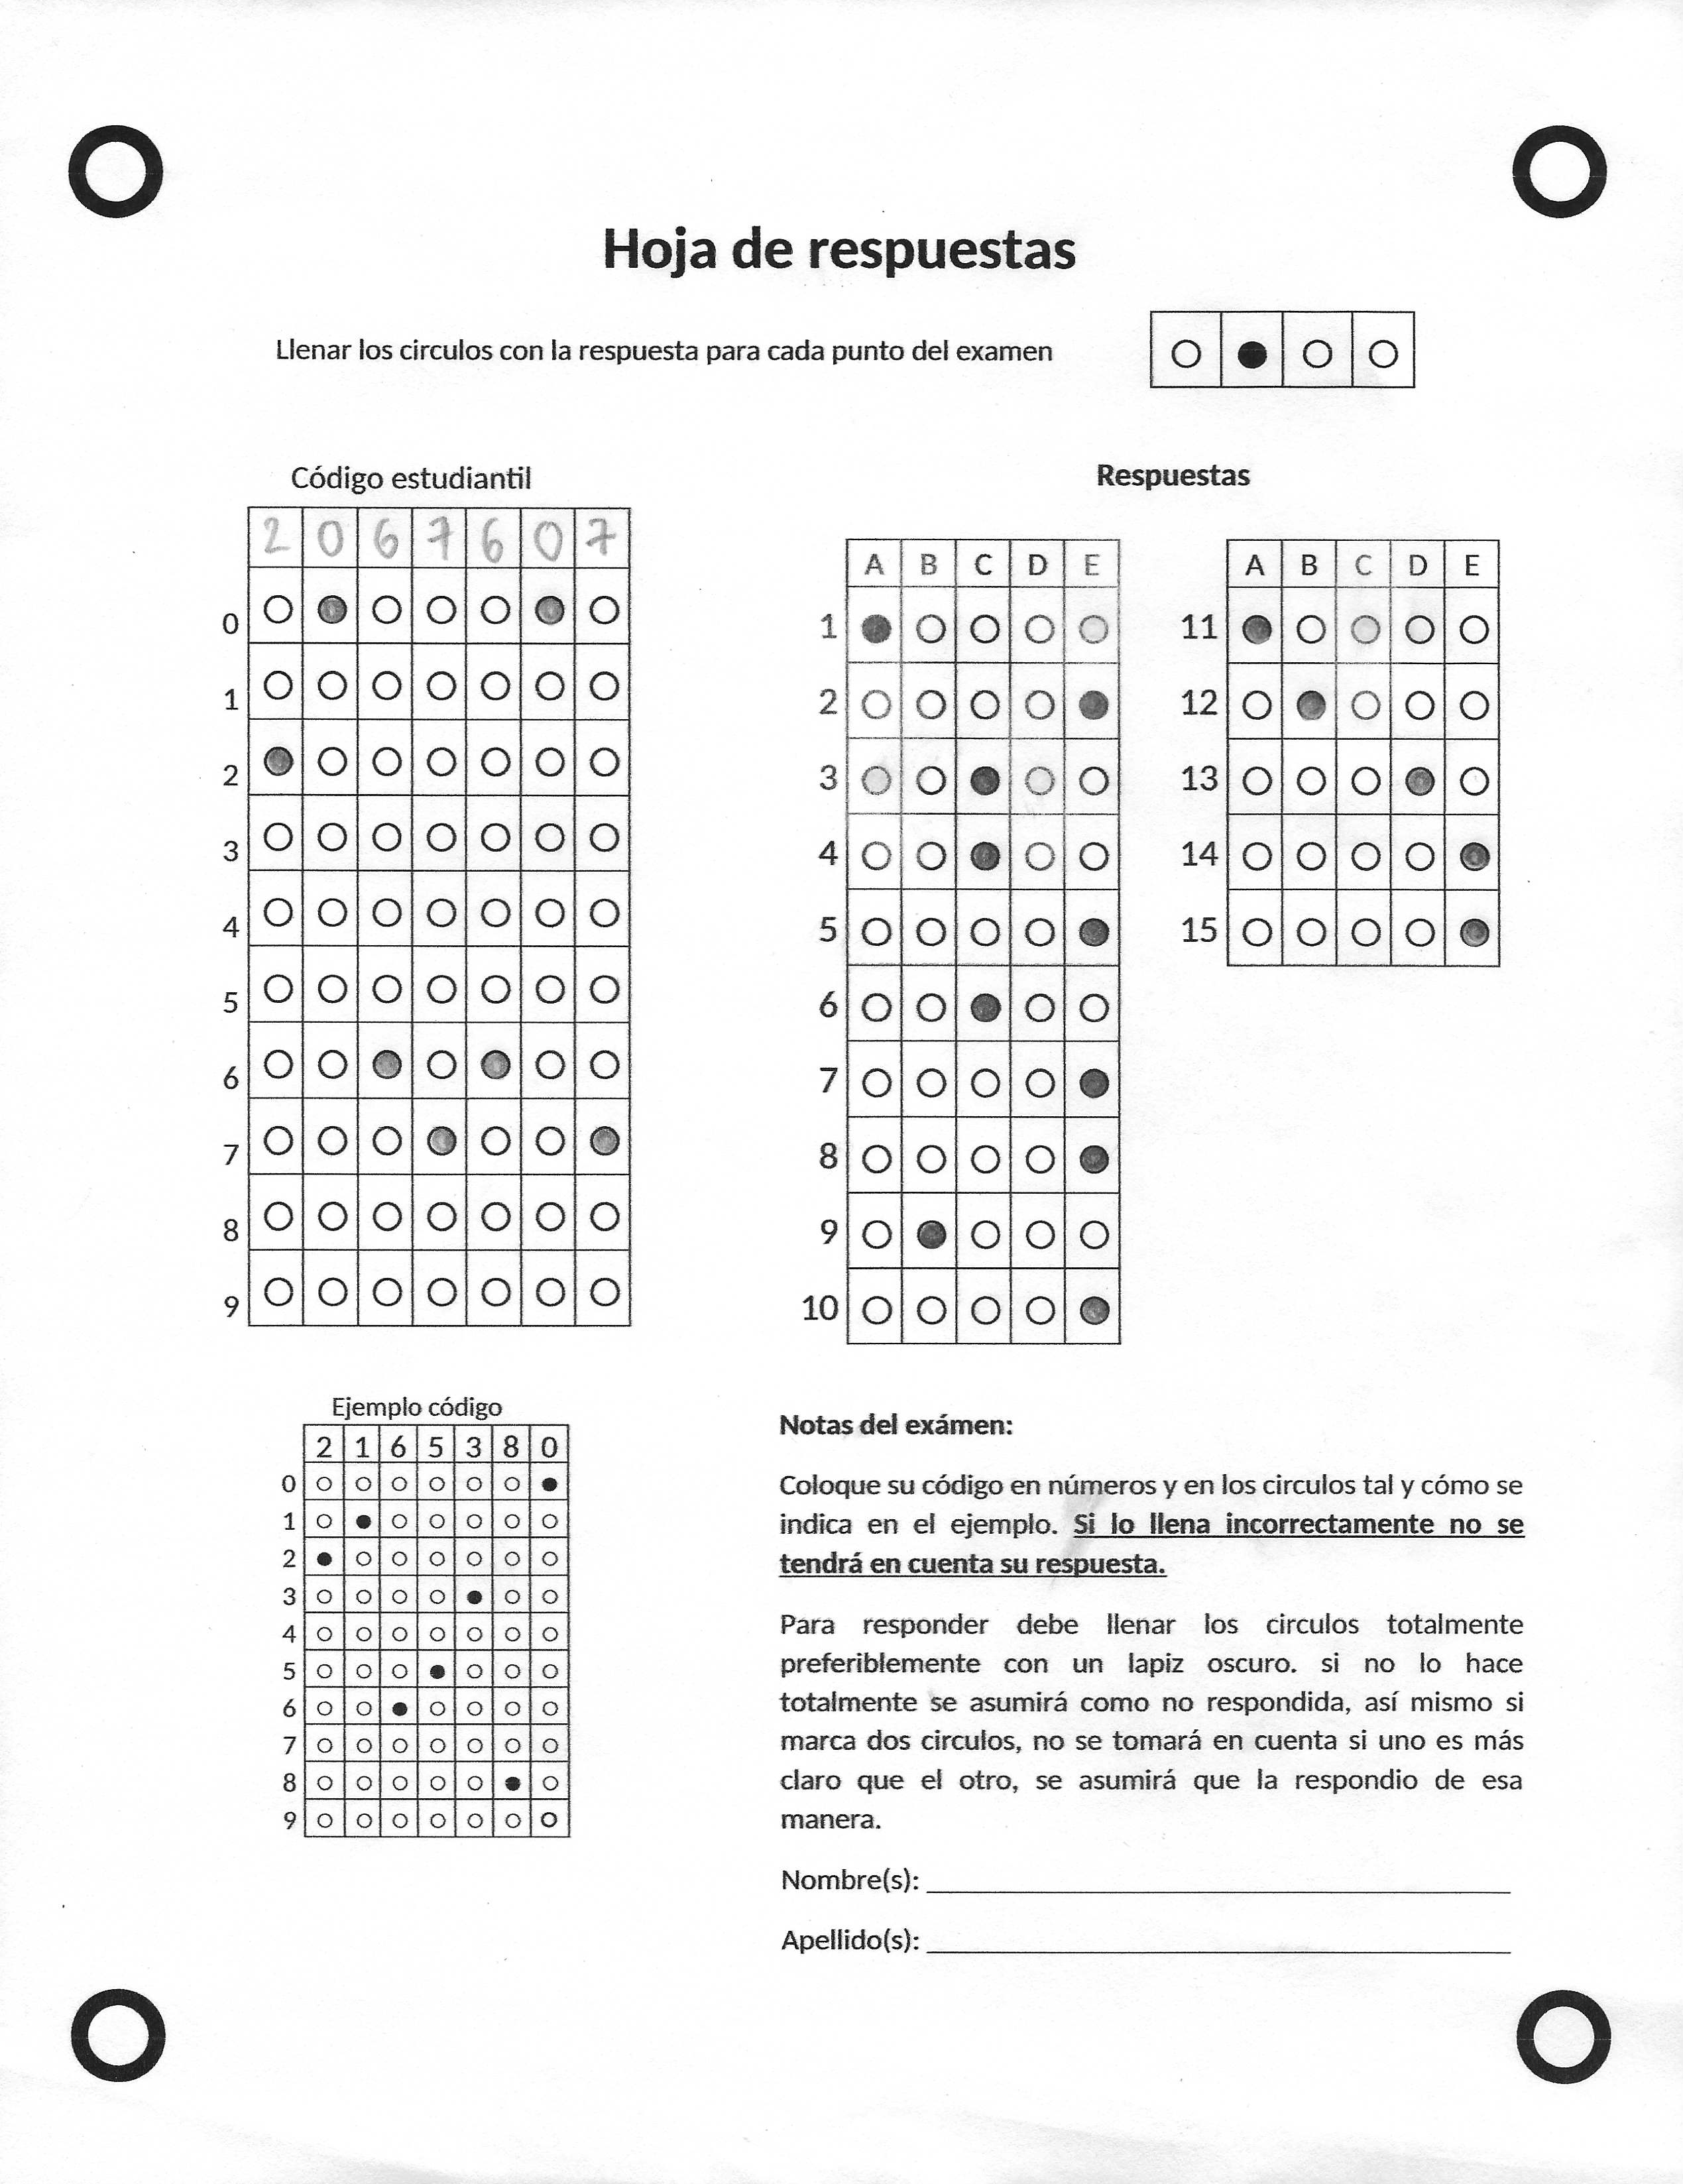 Hoja de respuestas
Llenar los circulos con la respuesta para cada punto del examen
Código estudiantil
2 0 6 7 6 0 7
0
1
2
3
4
5
6
7
8
9
Respuestas
A B C D E
1
2
3
4
5
6
7
8
9
10
A B C D E
11
12
13
14
15
Ejemplo código
2 1 6 5 3 8 0
0
1
2
3
4
5
6
7
8
9
Notas del exámen:
Coloque su código en números y en los circulos tal y cómo se
indica en el ejemplo. Si lo llena incorrectamente no se
tendrá en cuenta su respuesta.
Para responder debe llenar los circulos totalmente
preferiblemente con un lapiz oscuro. si no lo hace
totalmente se asumirá como no respondida, así mismo si
marca dos circulos, no se tomará en cuenta si uno es más
claro que el otro, se asumirá que la respondio de esa
manera.
Nombre(s):
Apellido(s):